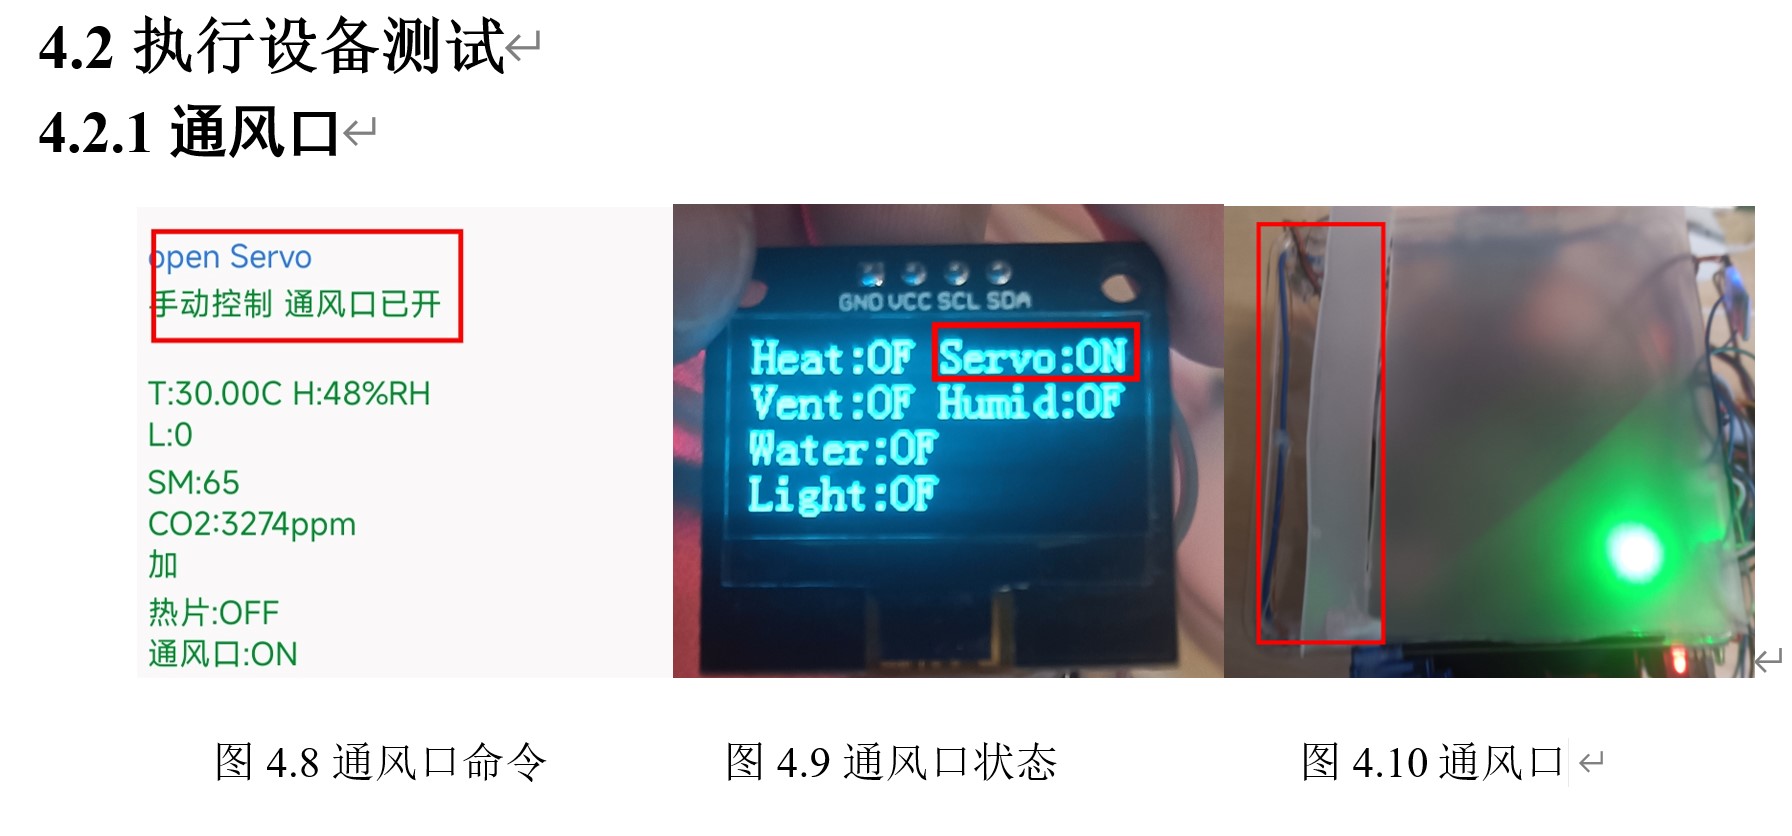 4.2 执行设备测试
4.2.1 通风口
open Servo
手动控制 通风口已开
T:30.00C H:48%RH
L:0
SM:65
CO2:3274ppm
加
热片:OFF
通风口:ON
GND VCC SCL SDA
Heat:OF Servo:ON
Vent:OF Humid:OF
Water:OF
Light:OF
图 4.8 通风口命令
图 4.9 通风口状态
图 4.10 通风口